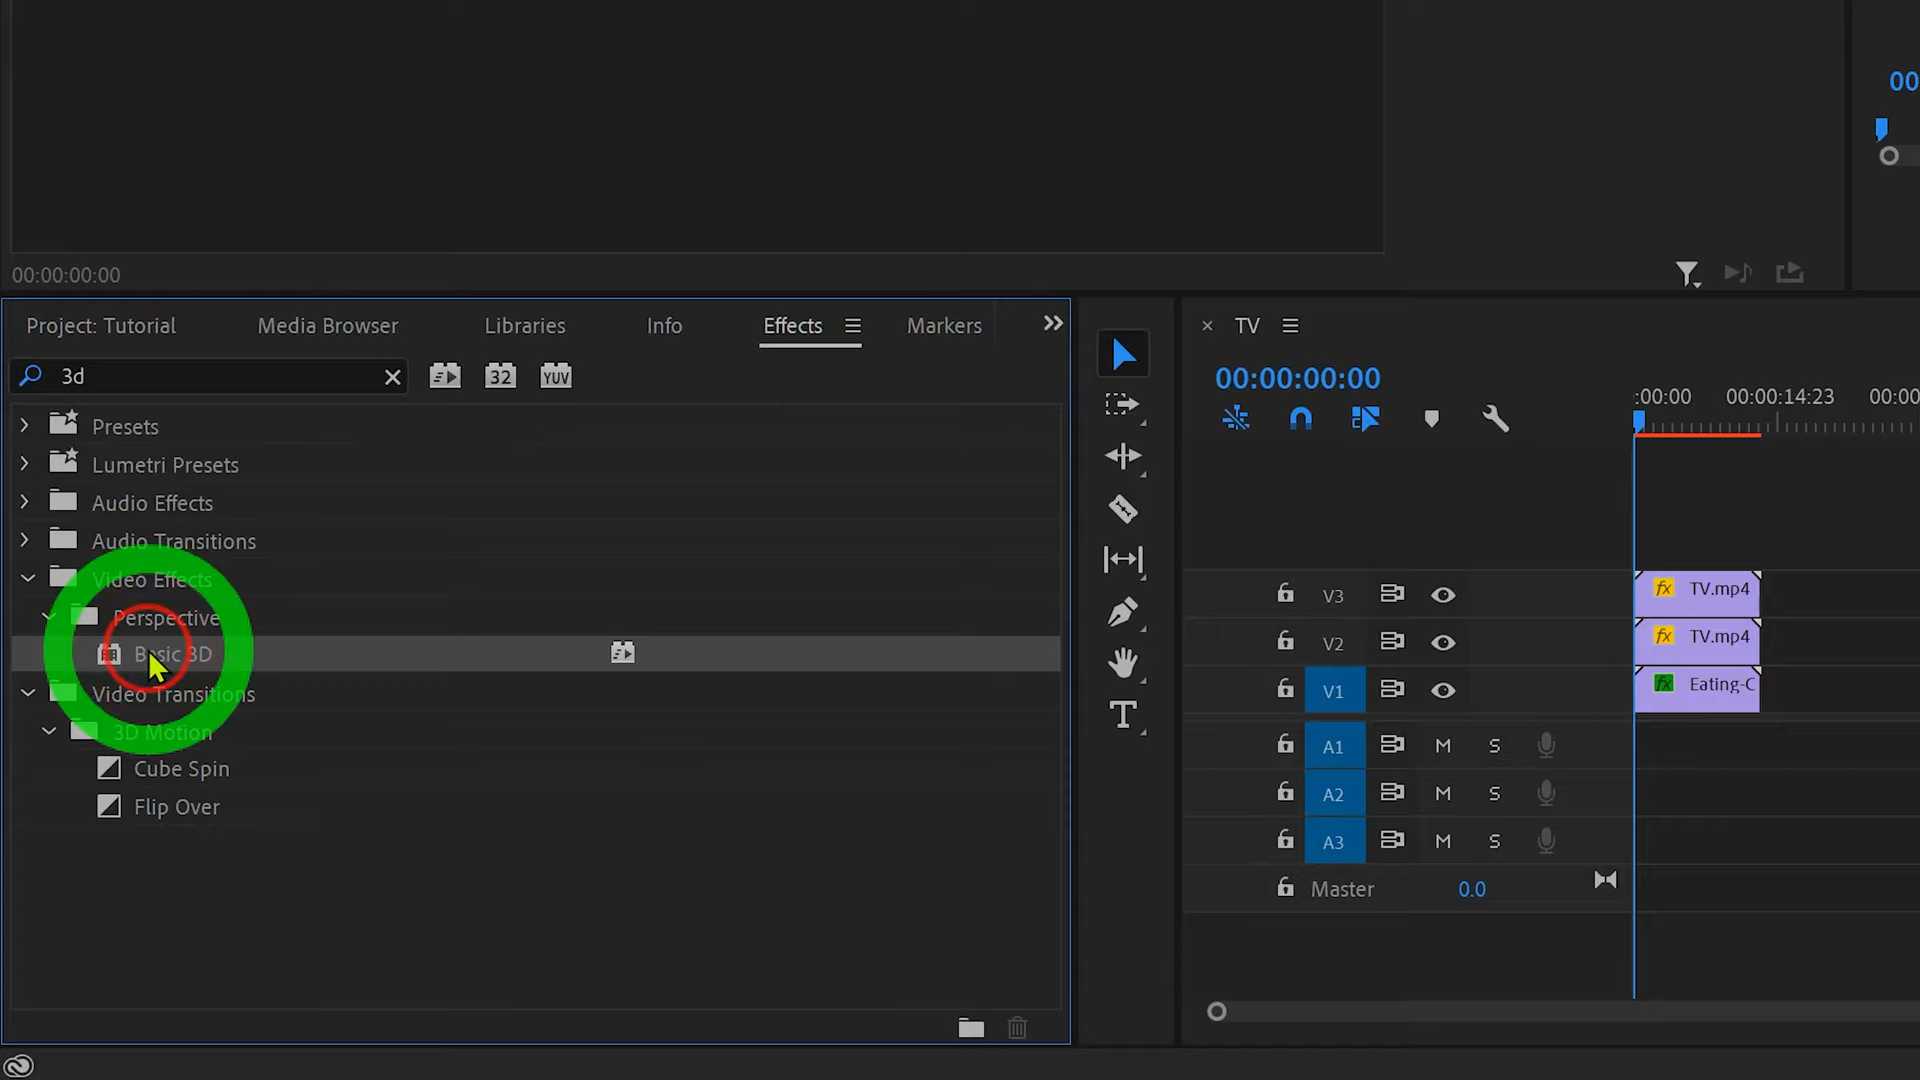 00
00:00:00:00
Project: Tutorial
Media Browser
Libraries
Info
Effects
Markers
3d
32
YUV
Presets
Lumetri Presets
Audio Effects
Audio Transitions
Video Effects
Perspective
Basic 3D
Video Transitions
3D Motion
Cube Spin
Flip Over
TV
00:00:00:00
:00:00
00:00:14:23
00:00
V3
fx TV.mp4
V2
fx TV.mp4
V1
fx Eating-C
A1 M S
A2 M S
A3 M S
Master 0.0